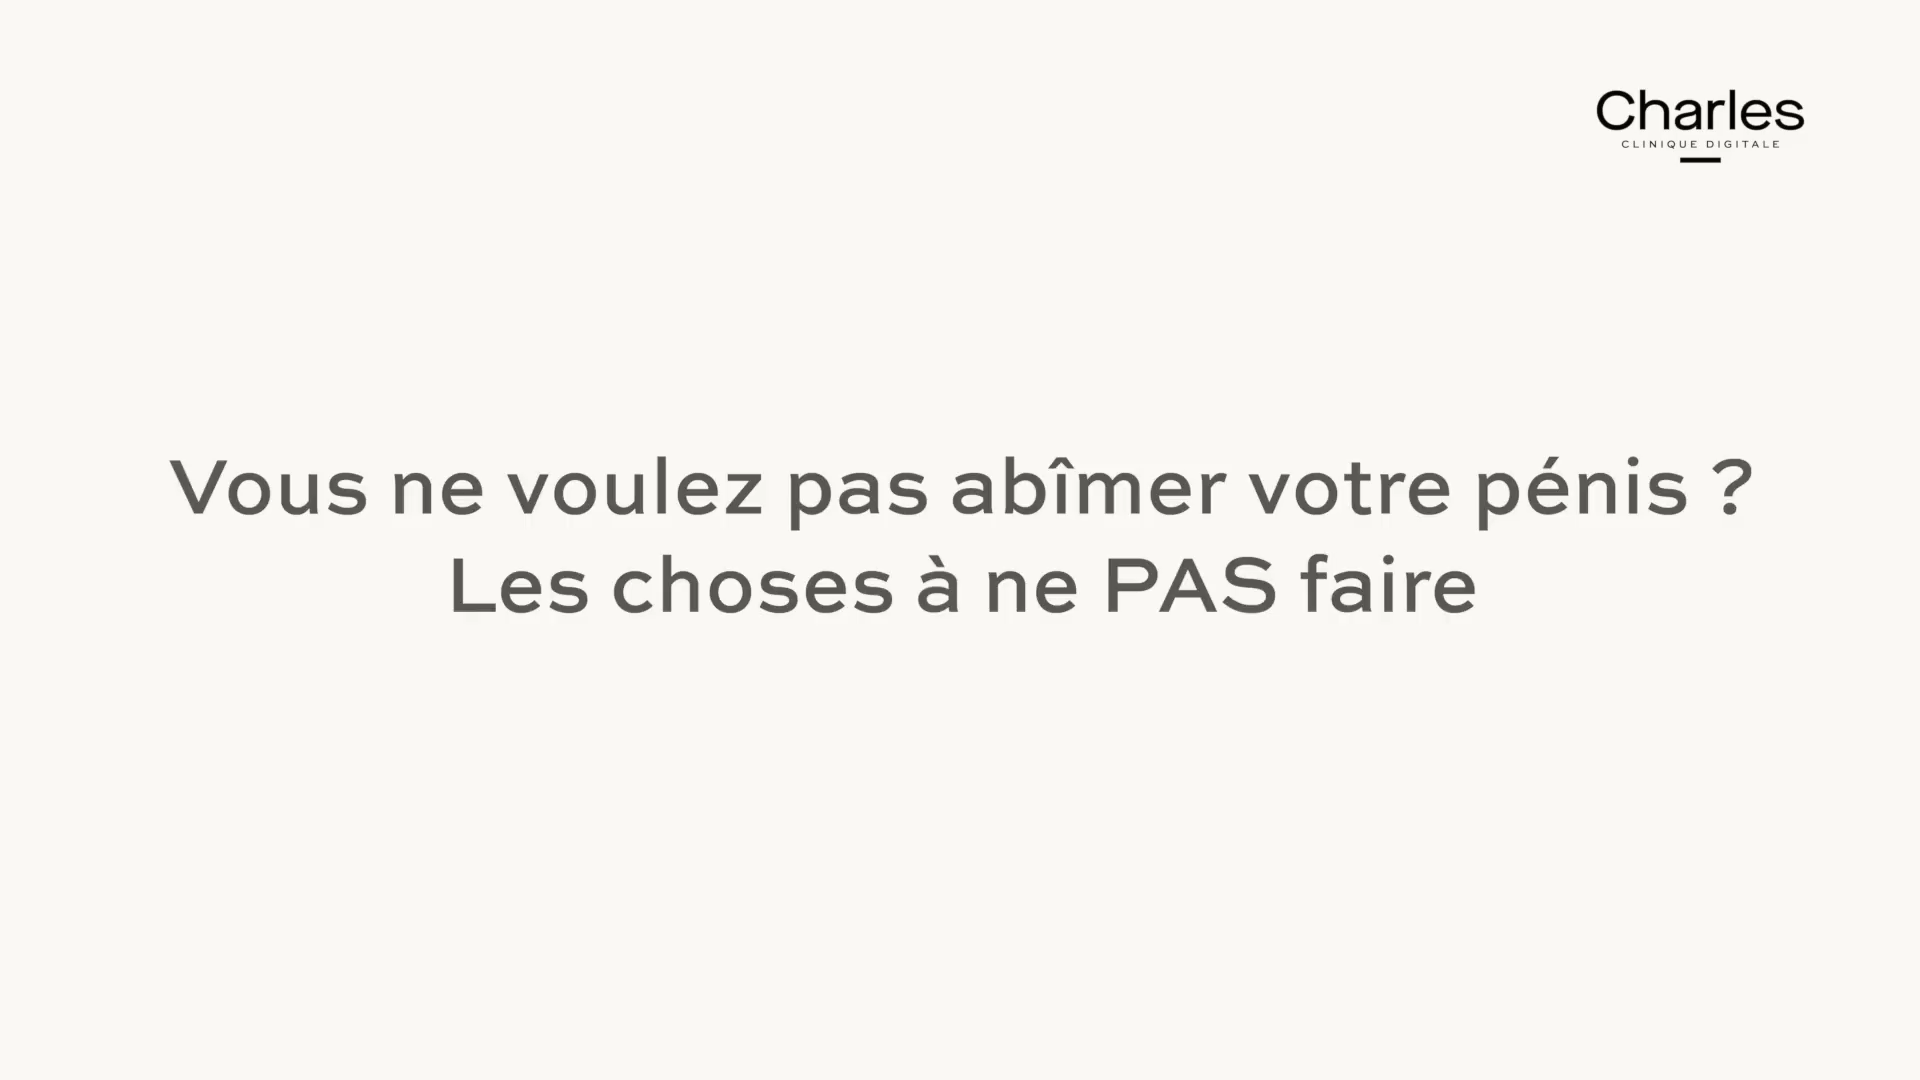 Charles
CLINIQUE DIGITALE
Vous ne voulez pas abîmer votre pénis ?
Les choses à ne PAS faire